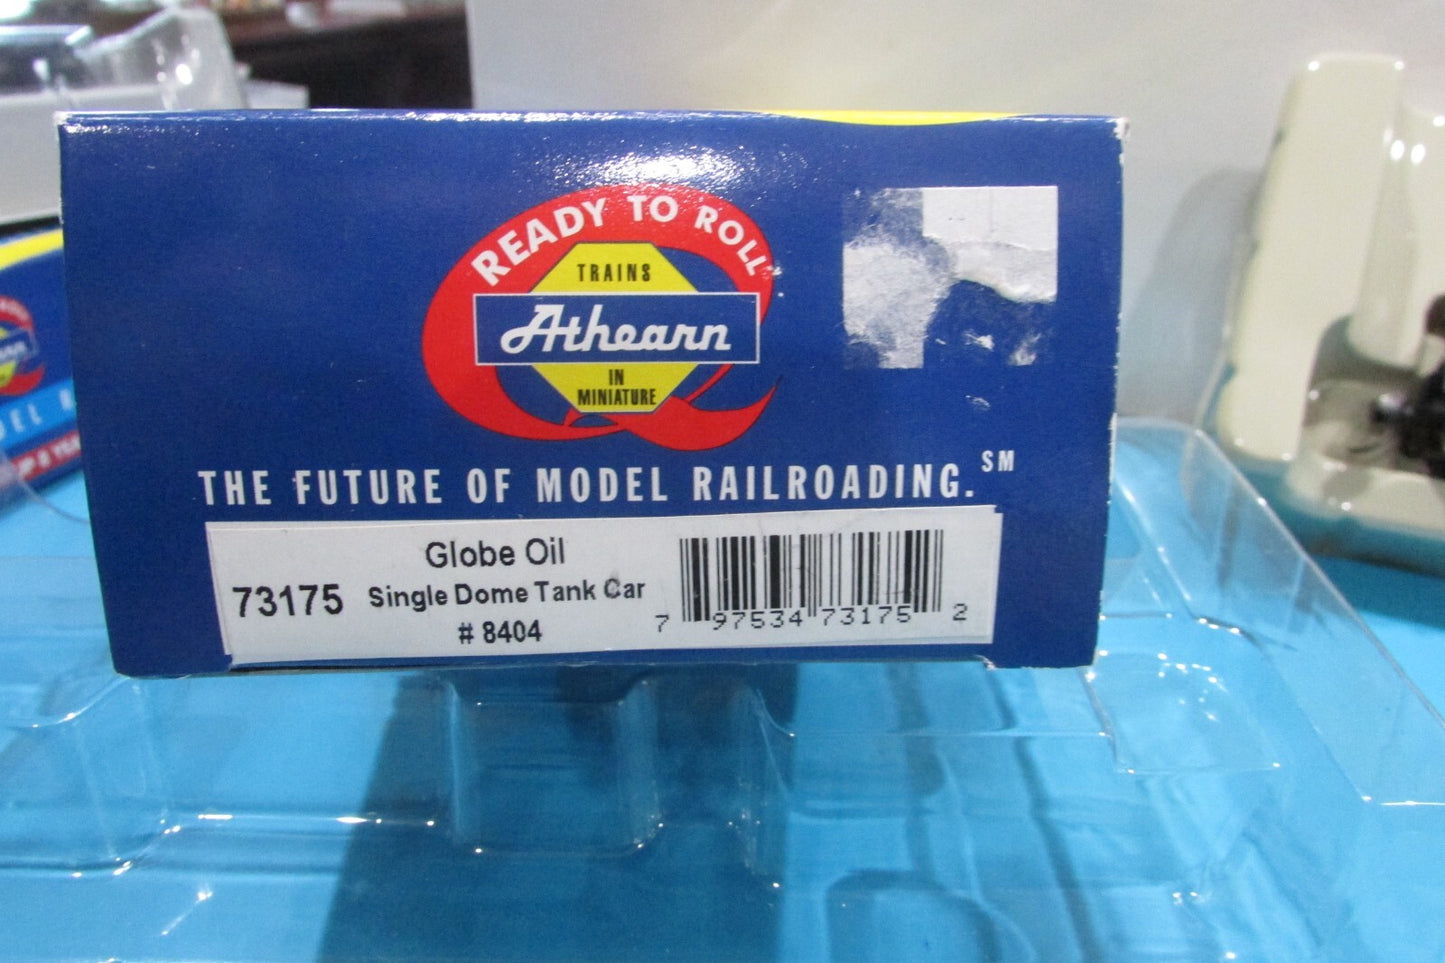 READY TO ROLL
TRAINS
Athearn
IN
MINIATURE
THE FUTURE OF MODEL RAILROADING.SM
Globe Oil
73175 Single Dome Tank Car
# 8404
7 97534 73175 2